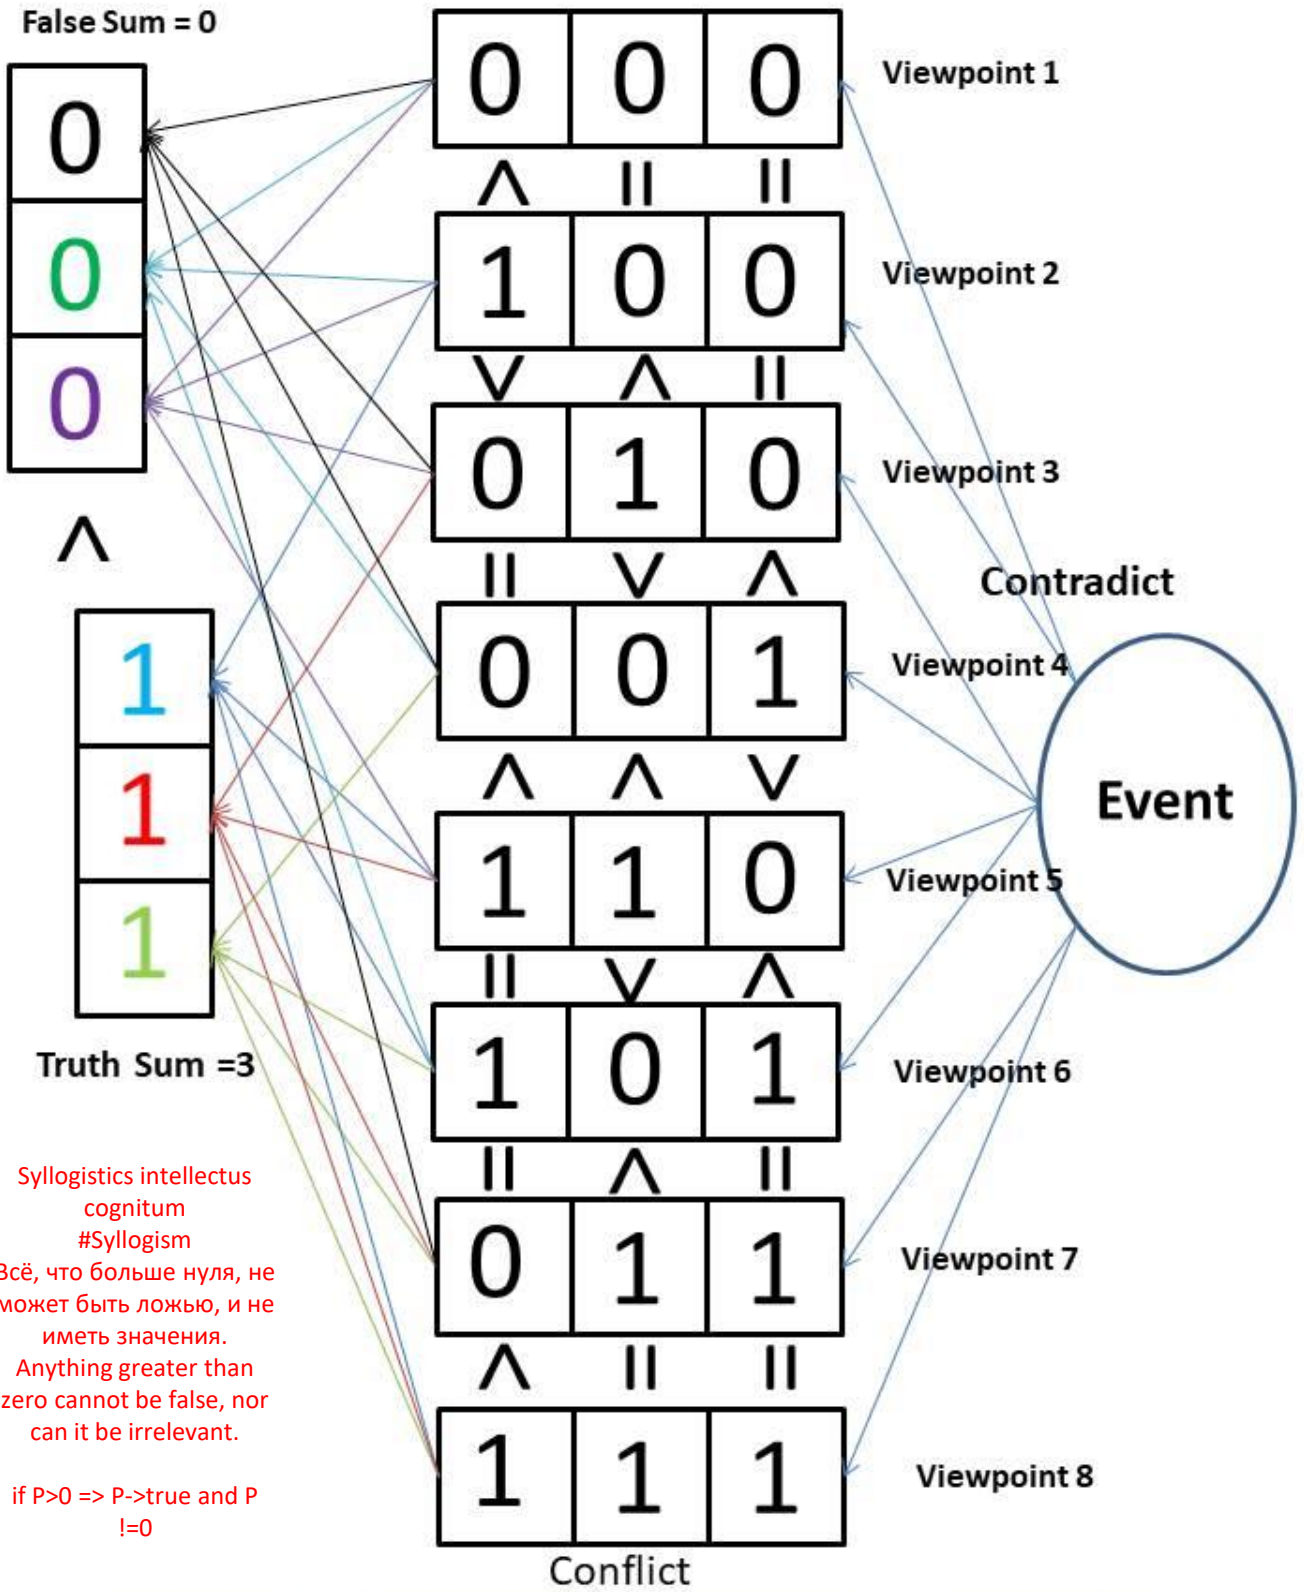 False Sum = 0
0
0
0
^
1
1
1
Truth Sum =3
Syllogistics intellectus
cognitum
#Syllogism
Всё, что больше нуля, не
может быть ложью, и не
иметь значения.
Anything greater than
zero cannot be false, nor
can it be irrelevant.
if P>0 => P->true and P
!=0
0 0 0 Viewpoint 1
^ = =
1 0 0 Viewpoint 2
v ^ =
0 1 0 Viewpoint 3
= v ^
Contradict
0 0 1 Viewpoint 4
^ ^ v
Event
1 1 0 Viewpoint 5
= v ^
1 0 1 Viewpoint 6
= ^ =
0 1 1 Viewpoint 7
^ = =
1 1 1 Viewpoint 8
Conflict